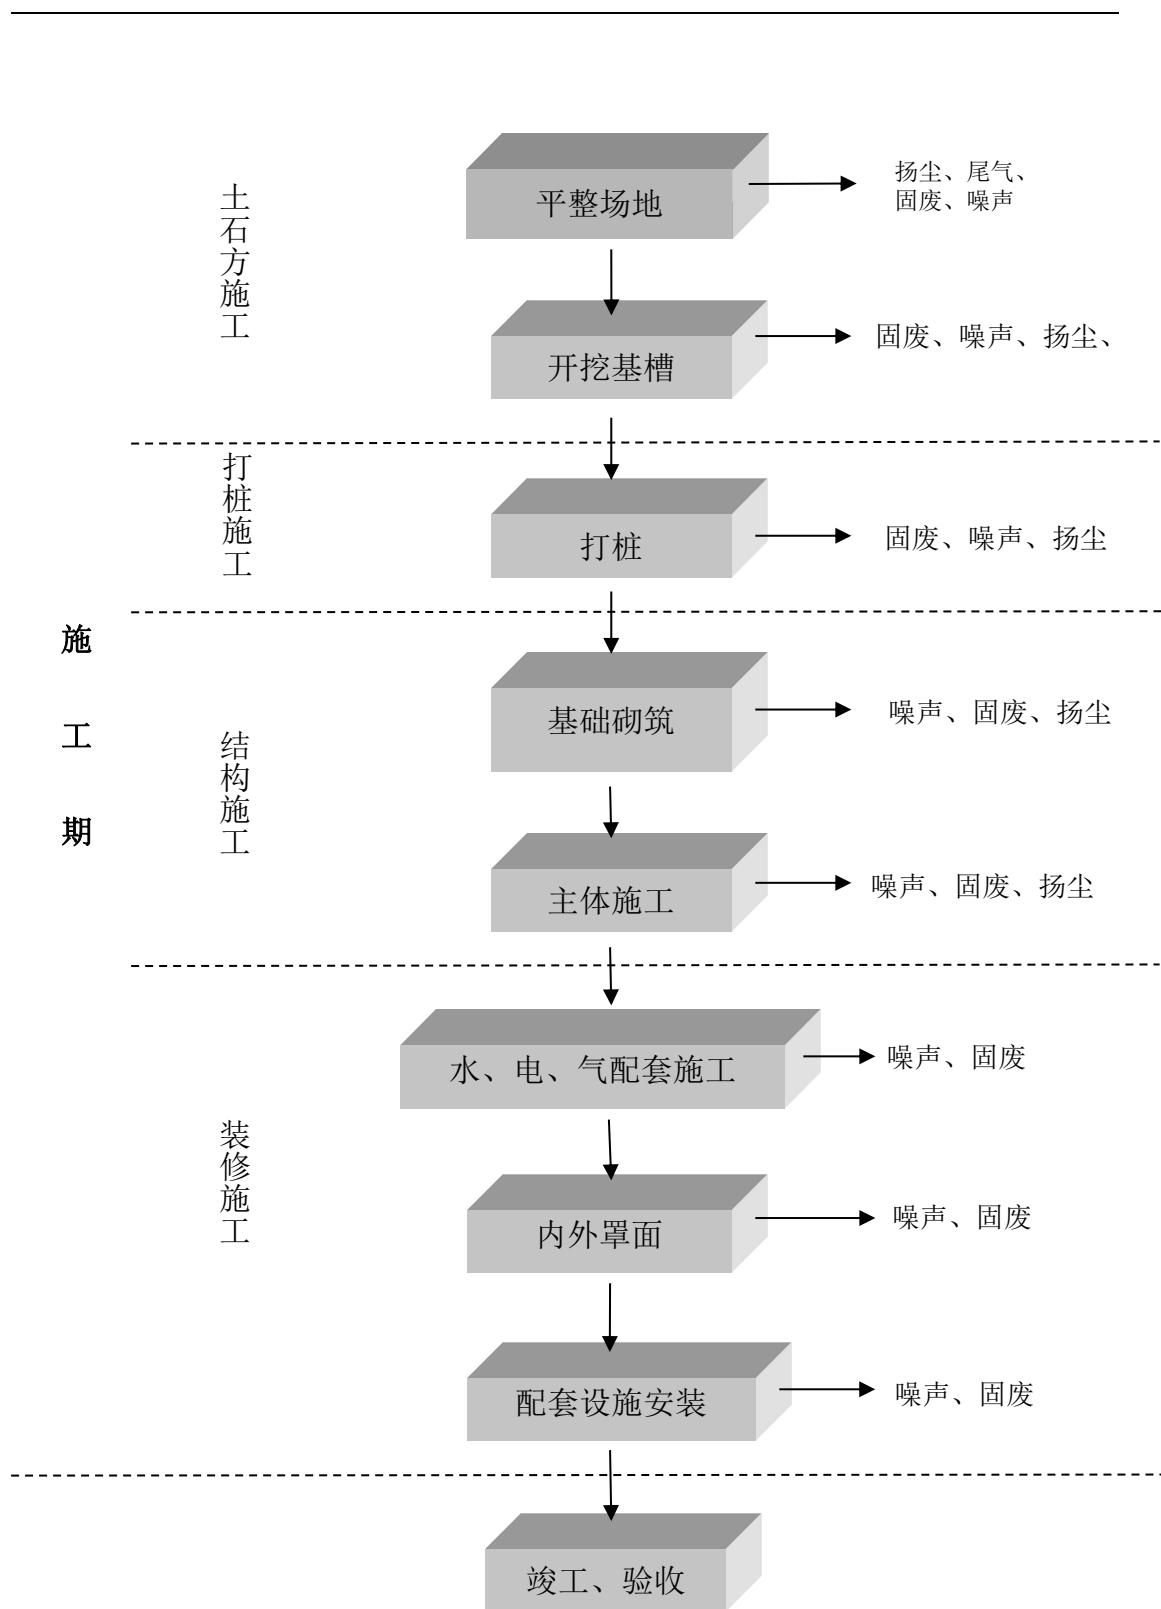 土石方施工
平整场地
扬尘、尾气、
固废、噪声
开挖基槽
固废、噪声、扬尘、
打桩施工
打桩
固废、噪声、扬尘
施工期
结构施工
基础砌筑
噪声、固废、扬尘
主体施工
噪声、固废、扬尘
装修施工
水、电、气配套施工
噪声、固废
内外罩面
噪声、固废
配套设施安装
噪声、固废
竣工、验收